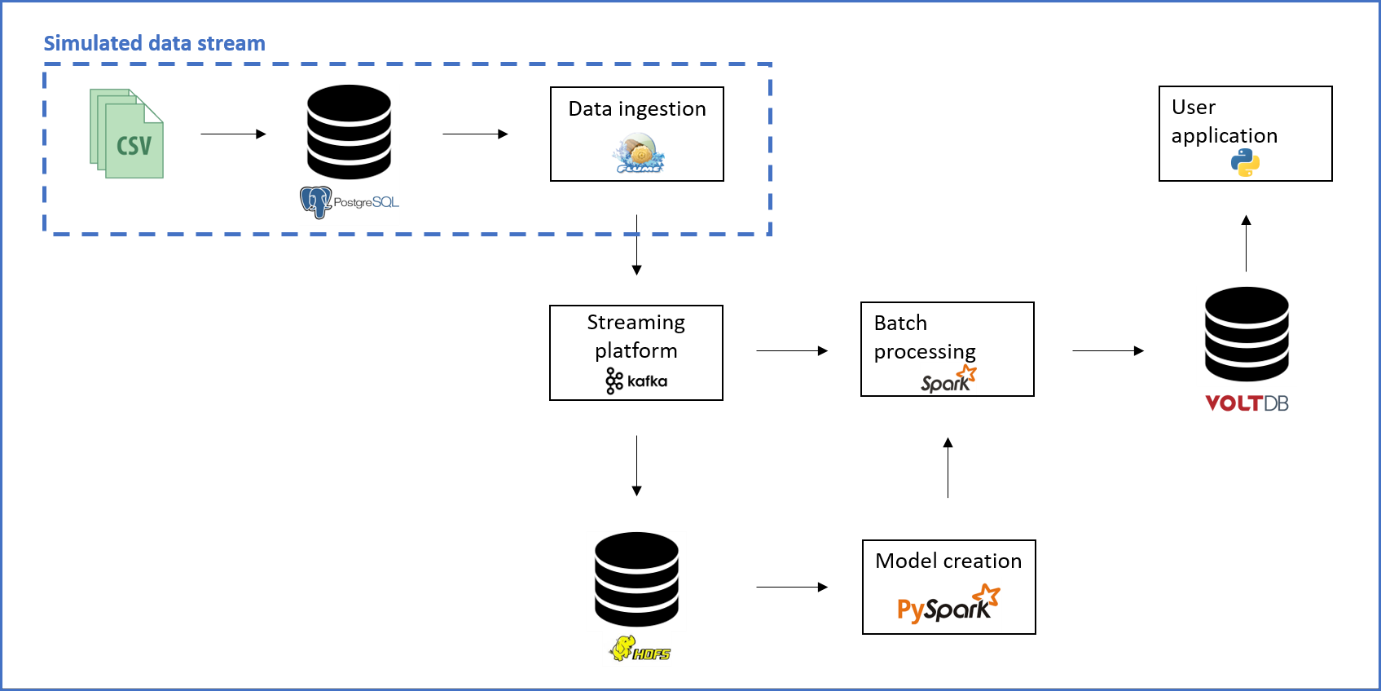 Simulated data stream
CSV
PostgreSQL
Data ingestion
FLUME
User
application
Streaming
platform
kafka
Batch
processing
Spark
VOLTDB
HDFS
Model creation
PySpark